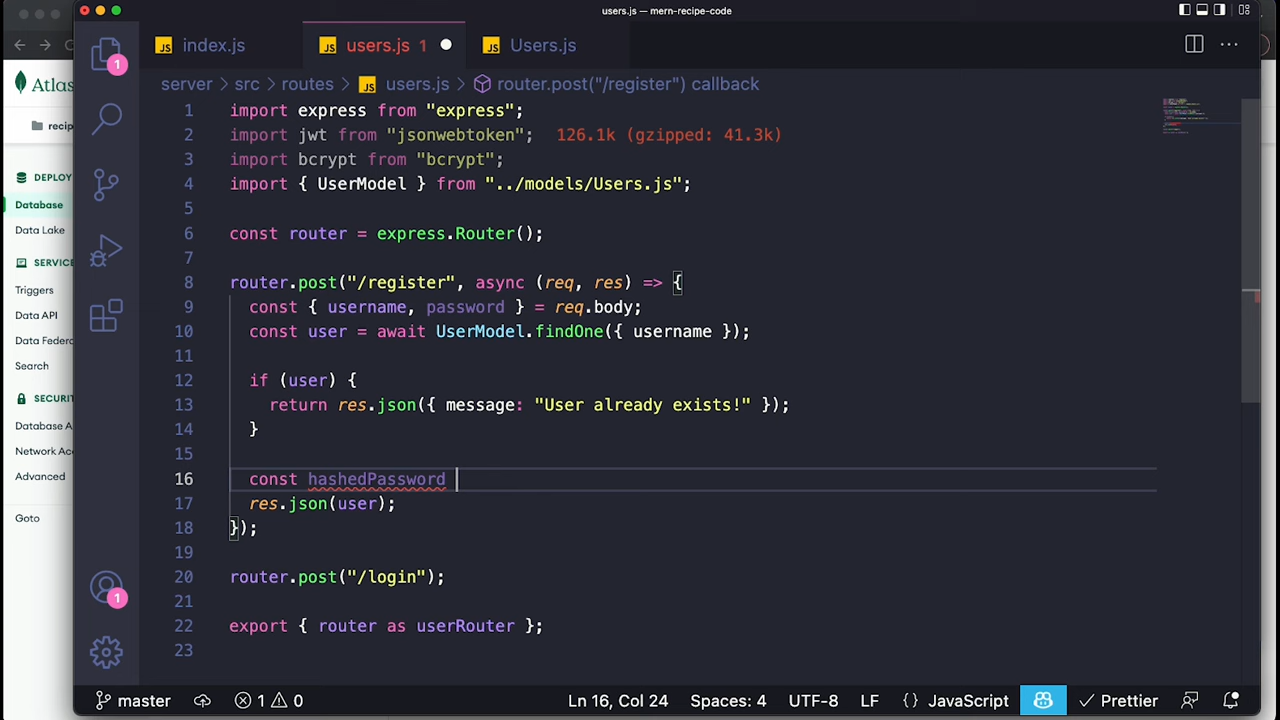 users.js — mern-recipe-code
index.js
users.js 1
Users.js
server > src > routes > users.js > router.post("/register") callback
1 import express from "express";
2 import jwt from "jsonwebtoken"; 126.1k (gzipped: 41.3k)
3 import bcrypt from "bcrypt";
4 import { UserModel } from "../models/Users.js";
5
6 const router = express.Router();
7
8 router.post("/register", async (req, res) => {
9 const { username, password } = req.body;
10 const user = await UserModel.findOne({ username });
11
12 if (user) {
13 return res.json({ message: "User already exists!" });
14 }
15
16 const hashedPassword
17 res.json(user);
18 });
19
20 router.post("/login");
21
22 export { router as userRouter };
23
1
1
Atlas
recip
DEPLOY
Database
Data Lake
SERVICE
Triggers
Data API
Data Federa
Search
SECURIT
Database A
Network Acc
Advanced
Goto
master
1 0
Ln 16, Col 24
Spaces: 4
UTF-8
LF
{} JavaScript
Prettier